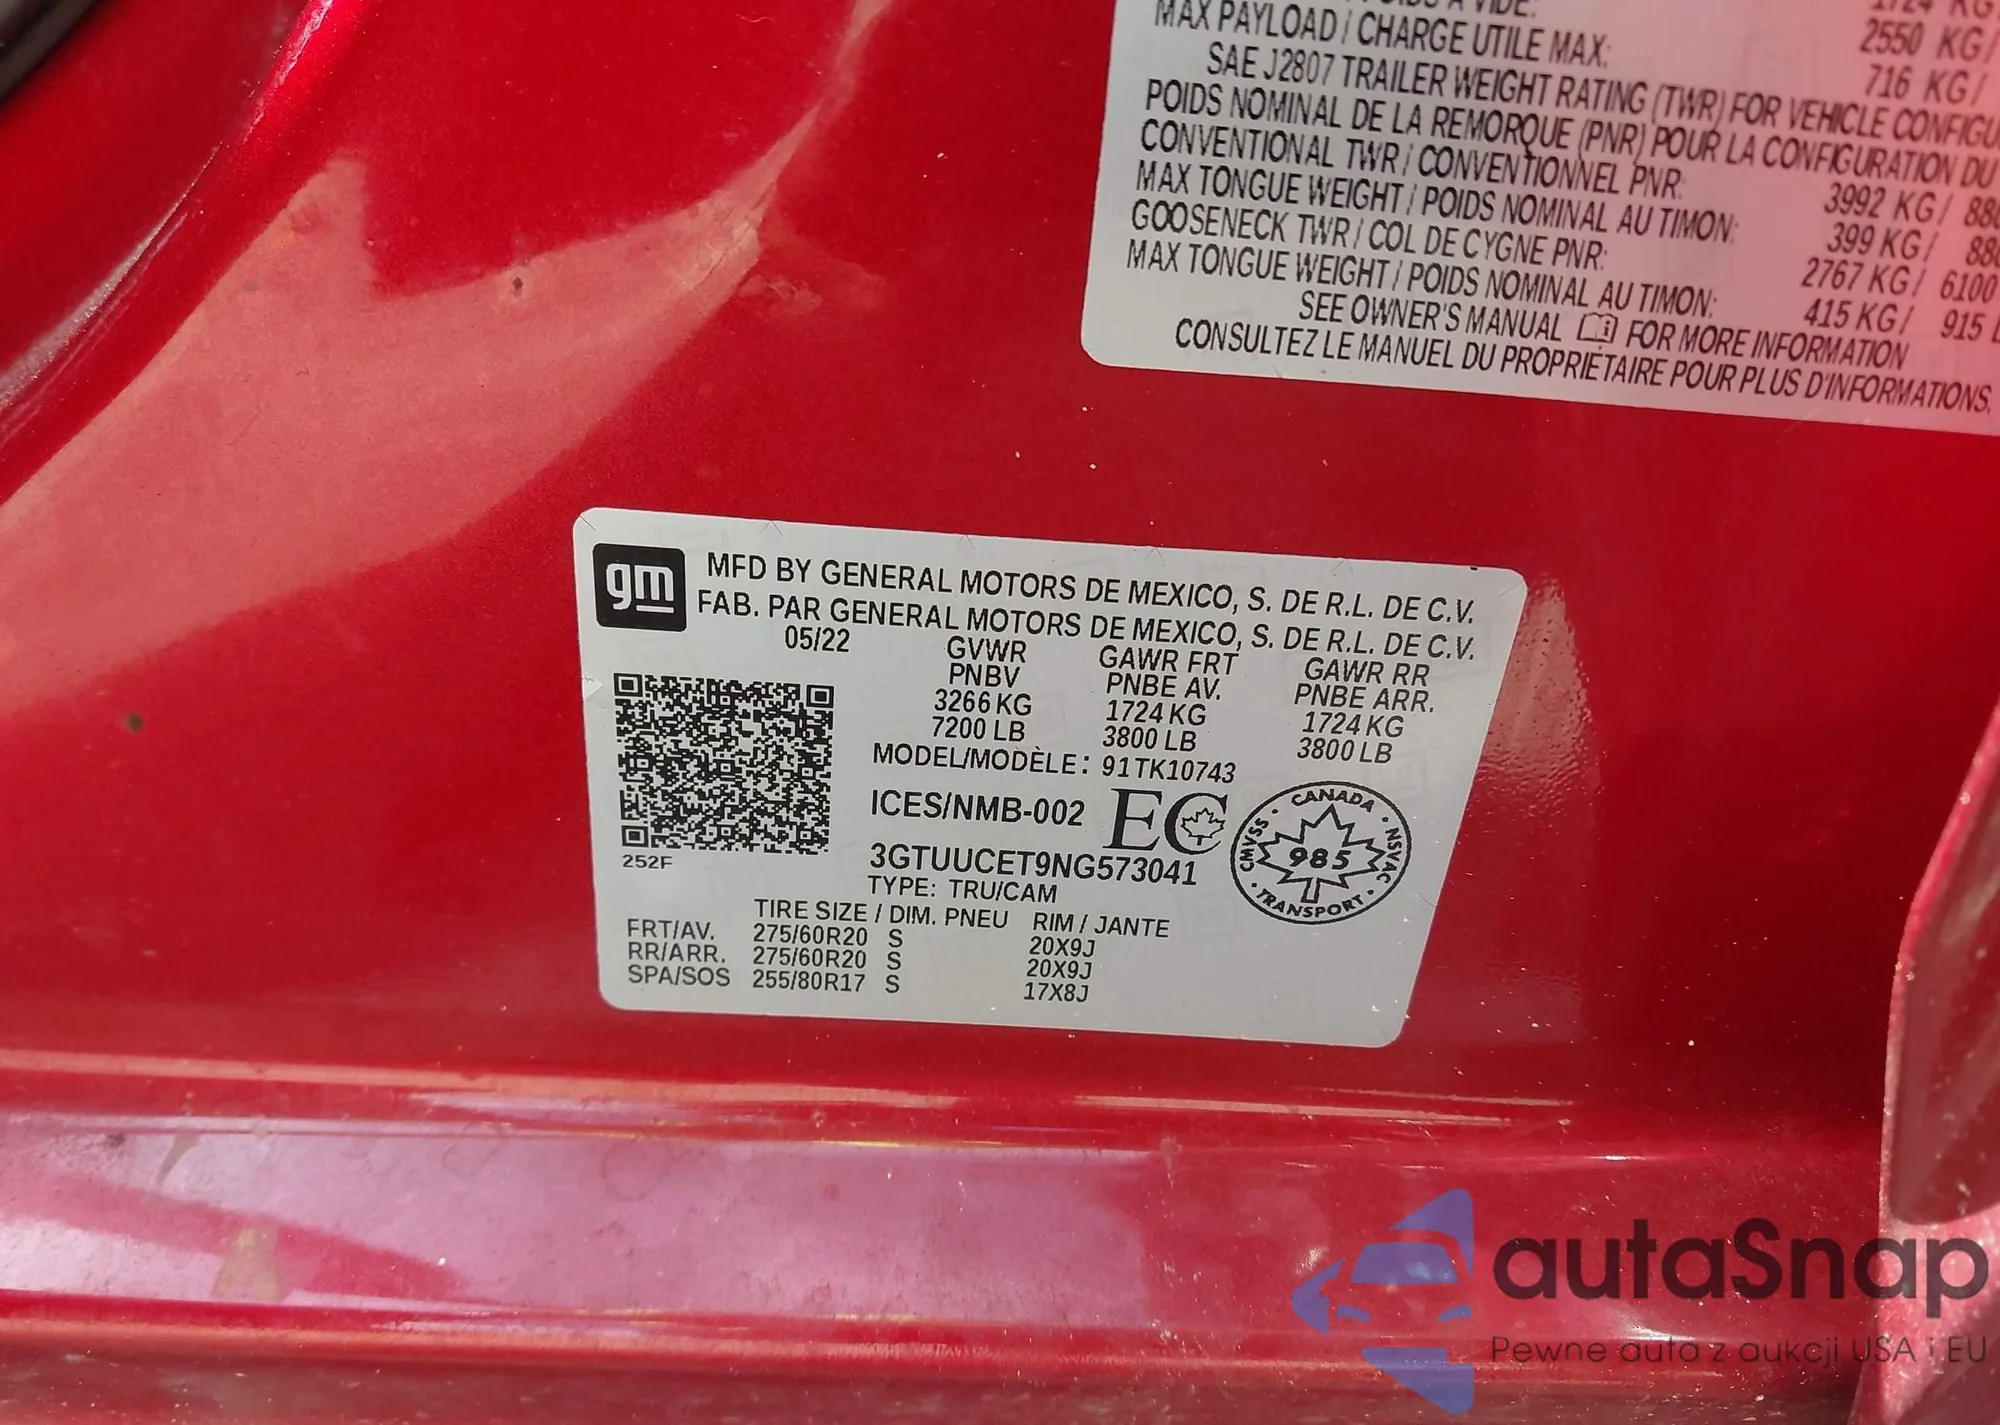 POIDS A VIDE:
1724 KG
MAX PAYLOAD / CHARGE UTILE MAX:
2550 KG/
SAE J2807 TRAILER WEIGHT RATING (TWR) FOR VEHICLE
716 KG/
POIDS NOMINAL DE LA REMORQUE (PNR) POUR LA CONFIGURATION DU
CONVENTIONAL TWR / CONVENTIONNEL PNR:
3992 KG/
MAX TONGUE WEIGHT / POIDS NOMINAL AU TIMON:
399 KG/
GOOSENECK TWR / COL DE CYGNE PNR:
2767 KG/ 6100
MAX TONGUE WEIGHT / POIDS NOMINAL AU TIMON:
415 KG/ 915
SEE OWNER'S MANUAL FOR MORE INFORMATION
CONSULTEZ LE MANUEL DU PROPRIÉTAIRE POUR PLUS D'INFORMATIONS.
gm
MFD BY GENERAL MOTORS DE MEXICO, S. DE R.L. DE C.V.
FAB. PAR GENERAL MOTORS DE MEXICO, S. DE R.L. DE C.V.
05/22 GVWR GAWR FRT GAWR RR
PNBV PNBE AV. PNBE ARR.
3266 KG 1724 KG 1724 KG
7200 LB 3800 LB 3800 LB
MODEL/MODÈLE: 91TK10743
ICES/NMB-002 EC
CANADA
CMVSS 985 NSVAC
TRANSPORT
252F
3GTUUCET9NG573041
TYPE: TRU/CAM
TIRE SIZE / DIM. PNEU RIM / JANTE
FRT/AV. 275/60R20 S 20X9J
RR/ARR. 275/60R20 S 20X9J
SPA/SOS 255/80R17 S 17X8J
autaSnap
Pewne auta z aukcji USA i EU